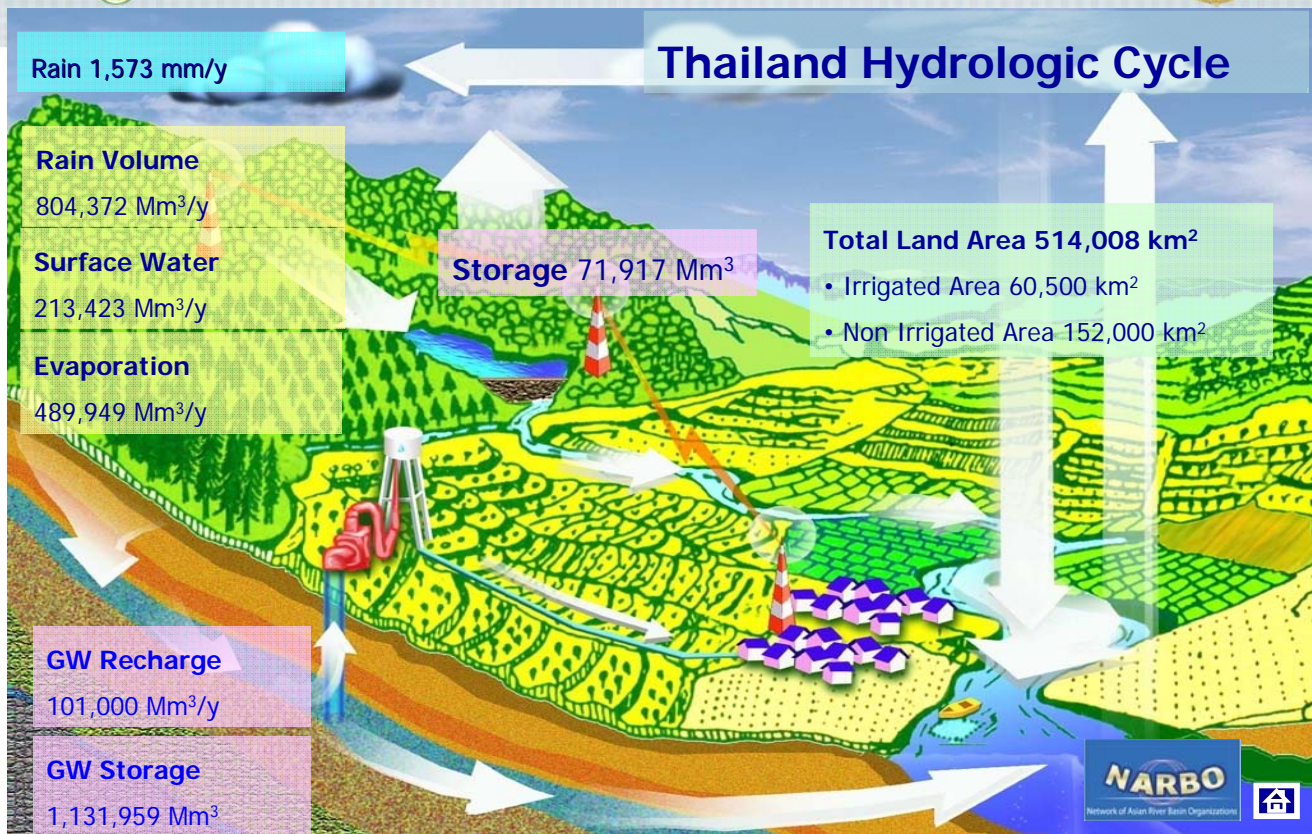 Thailand Hydrologic Cycle
Rain 1,573 mm/y
Rain Volume
804,372 Mm³/y
Surface Water
213,423 Mm³/y
Evaporation
489,949 Mm³/y
Storage 71,917 Mm³
Total Land Area 514,008 km²
• Irrigated Area 60,500 km²
• Non Irrigated Area 152,000 km²
GW Recharge
101,000 Mm³/y
GW Storage
1,131,959 Mm³
NARBO
Network of Asian River Basin Organizations